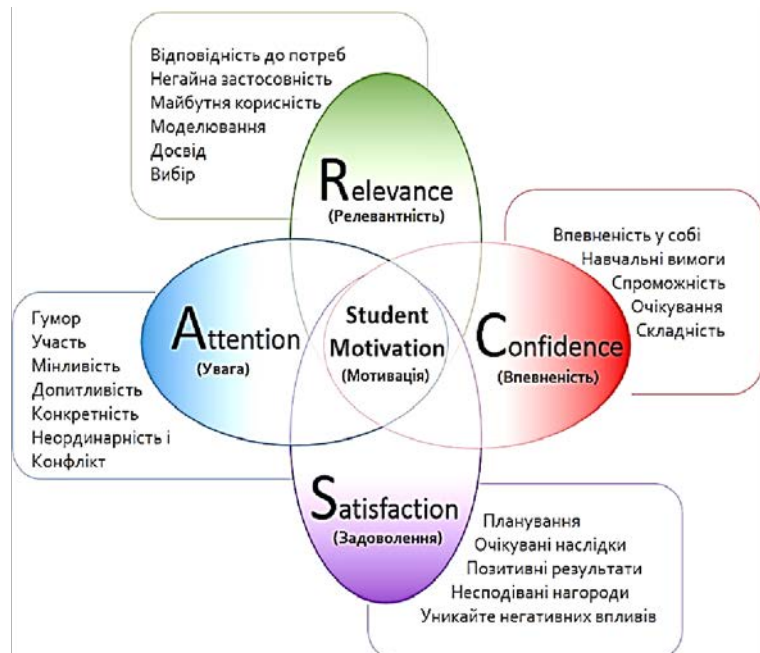 Відповідність до потреб
Негайна застосовність
Майбутня корисність
Моделювання
Досвід
Вибір
Relevance
(Релевантність)
Впевненість у собі
Навчальні вимоги
Спроможність
Очікування
Складність
Гумор
Участь
Мінливість
Допитливість
Конкретність
Неординарність і
Конфлікт
Attention
(Увага)
Student
Motivation
(Мотивація)
Confidence
(Впевненість)
Satisfaction
(Задоволення)
Планування
Очікувані наслідки
Позитивні результати
Несподівані нагороди
Уникайте негативних впливів